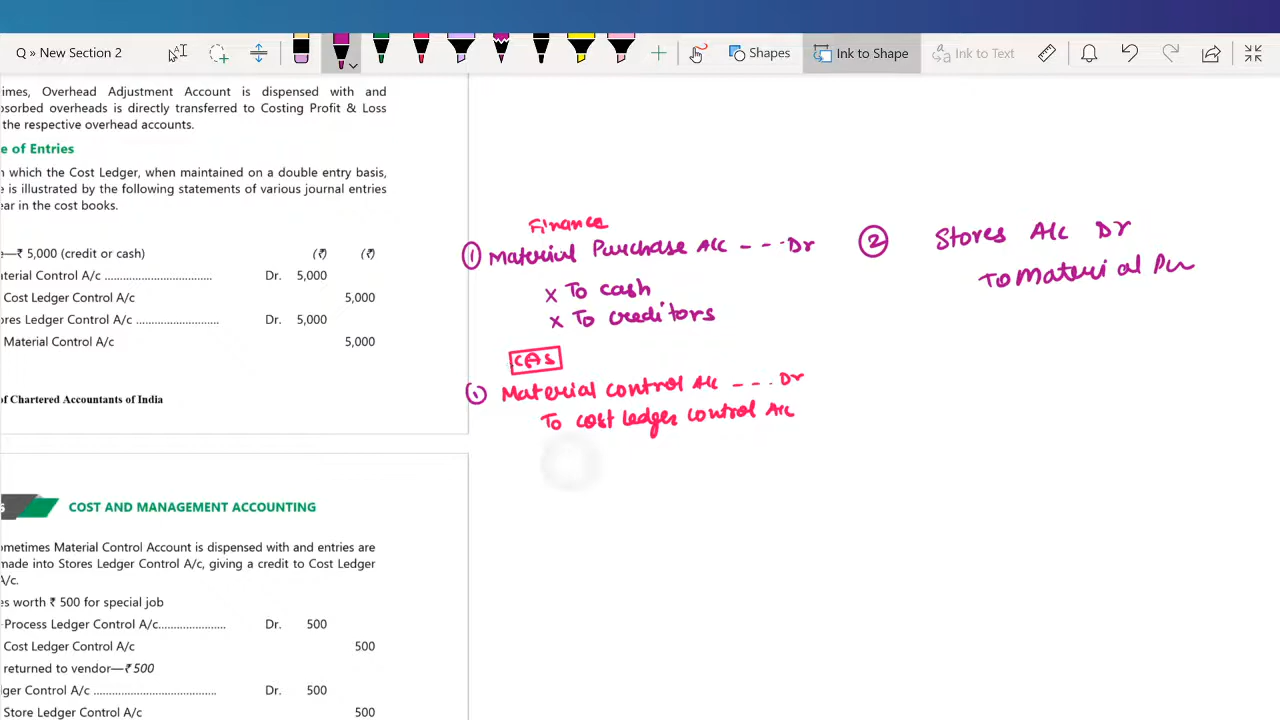 Q » New Section 2
Shapes
Ink to Shape
Ink to Text
imes, Overhead Adjustment Account is dispensed with and
bsorbed overheads is directly transferred to Costing Profit & Loss
the respective overhead accounts.
e of Entries
n which the Cost Ledger, when maintained on a double entry basis,
e is illustrated by the following statements of various journal entries
ear in the cost books.
e—₹ 5,000 (credit or cash) (₹) (₹)
aterial Control A/c .................................. Dr. 5,000
Cost Ledger Control A/c 5,000
ores Ledger Control A/c ......................... Dr. 5,000
Material Control A/c 5,000
of Chartered Accountants of India
6 COST AND MANAGEMENT ACCOUNTING
ometimes Material Control Account is dispensed with and entries are
made into Stores Ledger Control A/c, giving a credit to Cost Ledger
A/c.
es worth ₹ 500 for special job
-Process Ledger Control A/c..................... Dr. 500
Cost Ledger Control A/c 500
returned to vendor—₹ 500
ger Control A/c ...................................... Dr. 500
Store Ledger Control A/c 500
Finance
① Material Purchase A/c - - - Dr
x To cash
x To creditors
CAs
① Material control A/c - - - Dr
To cost ledger control A/c
② Stores A/c Dr
To Material Pur